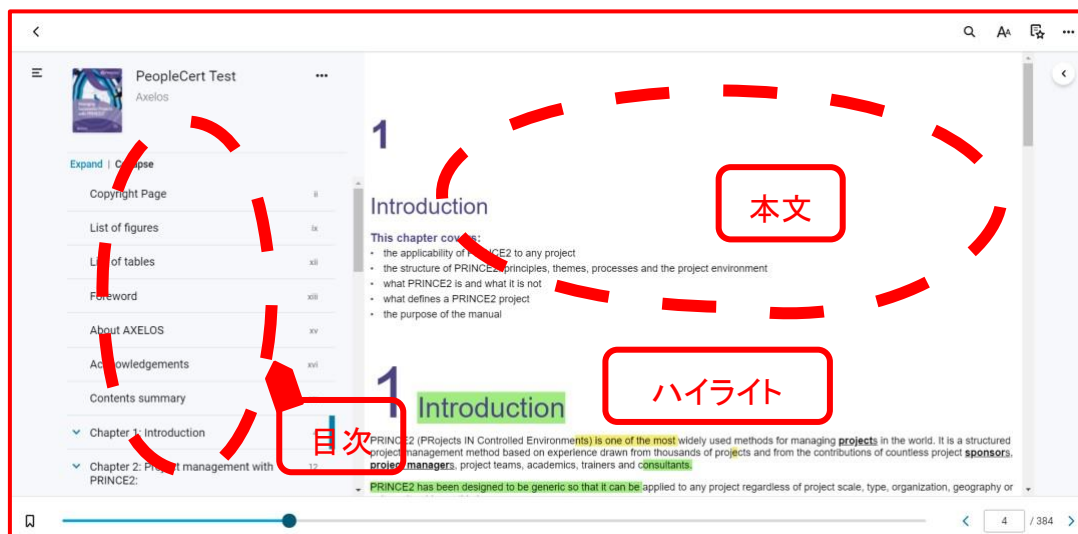 PeopleCert Test
Axelos
Expand | Collapse
Copyright Page ii
List of figures ix
List of tables xii
Foreword xiii
About AXELOS xv
Acknowledgements xvi
Contents summary
Chapter 1: Introduction
Chapter 2: Project management with 12
PRINCE2:
目次
1
Introduction
This chapter covers:
• the applicability of PRINCE2 to any project
• the structure of PRINCE2: principles, themes, processes and the project environment
• what PRINCE2 is and what it is not
• what defines a PRINCE2 project
• the purpose of the manual
本文
ハイライト
1 Introduction
PRINCE2 (PRojects IN Controlled Environments) is one of the most widely used methods for managing projects in the world. It is a structured
project management method based on experience drawn from thousands of projects and from the contributions of countless project sponsors,
project managers, project teams, academics, trainers and consultants.
PRINCE2 has been designed to be generic so that it can be applied to any project regardless of project scale, type, organization, geography or
4 / 384